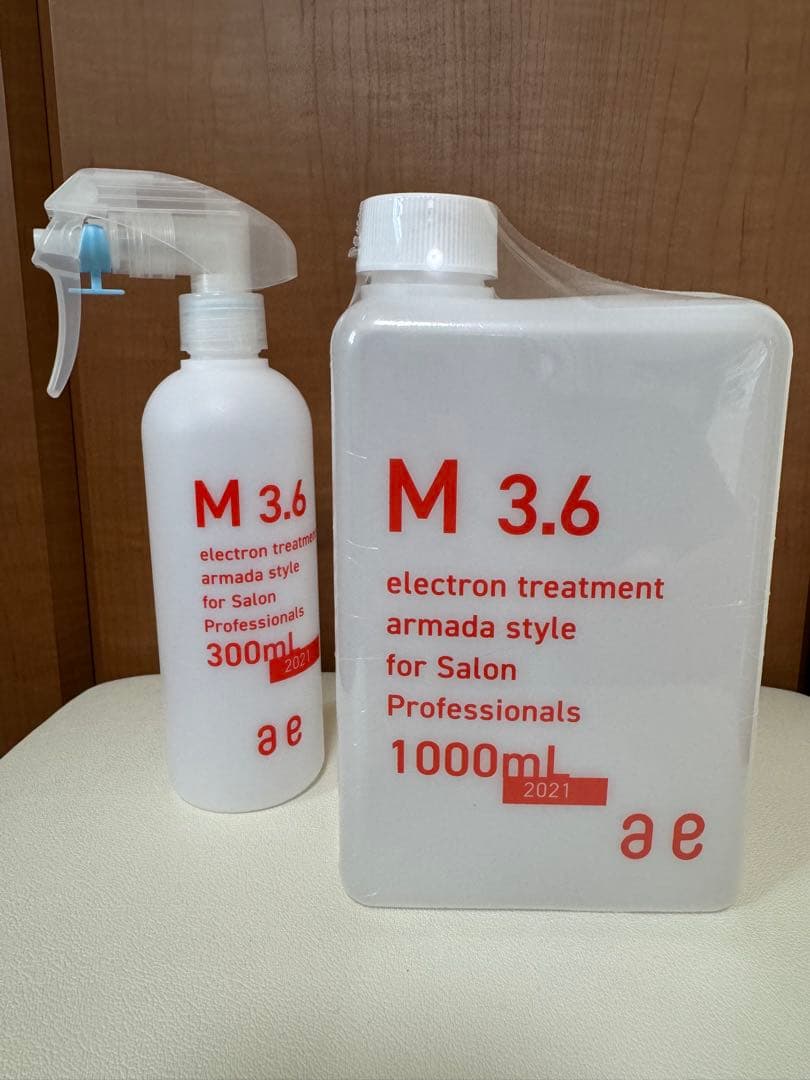 M 3.6
electron treatment
armada style
for Salon
Professionals
300mL
2021
ae
M 3.6
electron treatment
armada style
for Salon
Professionals
1000mL
2021
ae